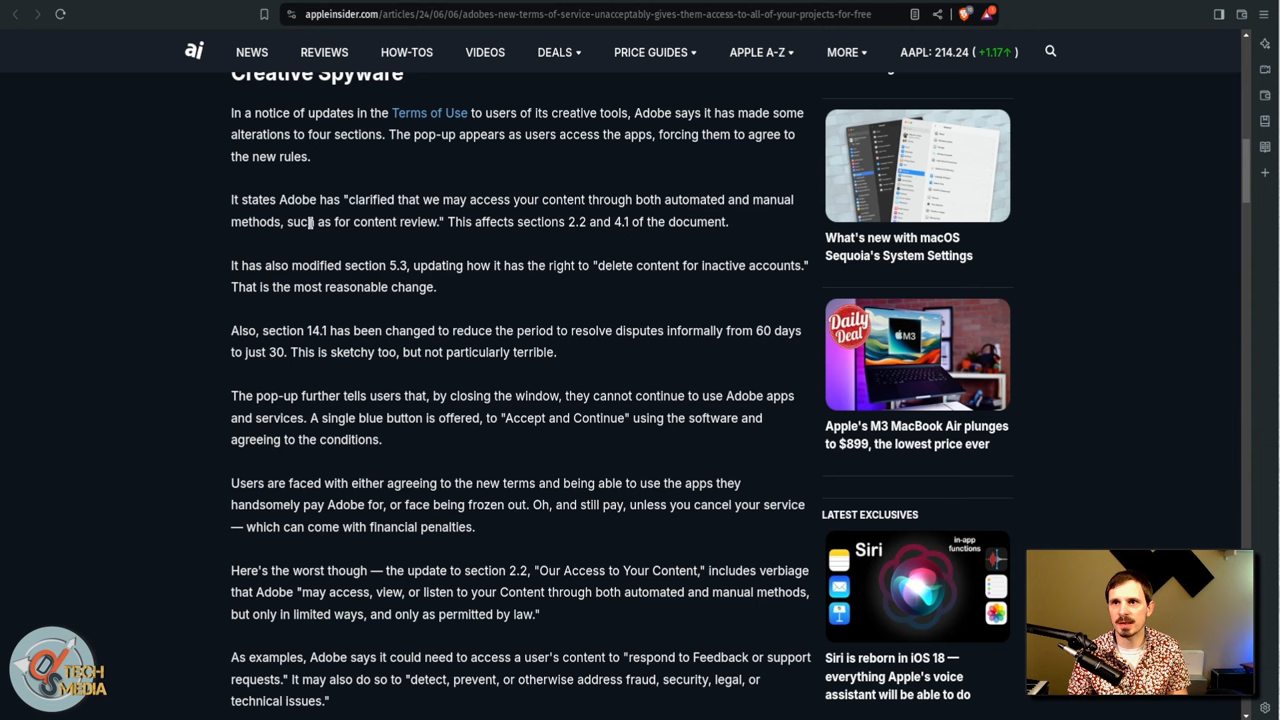 appleinsider.com/articles/24/06/06/adobes-new-terms-of-service-unacceptably-gives-them-access-to-all-of-your-projects-for-free
ai NEWS REVIEWS HOW-TOS VIDEOS DEALS PRICE GUIDES APPLE A-Z MORE AAPL: 214.24 ( +1.17↑ )
Creative Spyware
In a notice of updates in the Terms of Use to users of its creative tools, Adobe says it has made some
alterations to four sections. The pop-up appears as users access the apps, forcing them to agree to
the new rules.
It states Adobe has "clarified that we may access your content through both automated and manual
methods, such as for content review." This affects sections 2.2 and 4.1 of the document.
It has also modified section 5.3, updating how it has the right to "delete content for inactive accounts."
That is the most reasonable change.
Also, section 14.1 has been changed to reduce the period to resolve disputes informally from 60 days
to just 30. This is sketchy too, but not particularly terrible.
The pop-up further tells users that, by closing the window, they cannot continue to use Adobe apps
and services. A single blue button is offered, to "Accept and Continue" using the software and
agreeing to the conditions.
Users are faced with either agreeing to the new terms and being able to use the apps they
handsomely pay Adobe for, or face being frozen out. Oh, and still pay, unless you cancel your service
— which can come with financial penalties.
Here's the worst though — the update to section 2.2, "Our Access to Your Content," includes verbiage
that Adobe "may access, view, or listen to your Content through both automated and manual methods,
but only in limited ways, and only as permitted by law."
As examples, Adobe says it could need to access a user's content to "respond to Feedback or support
requests." It may also do so to "detect, prevent, or otherwise address fraud, security, legal, or
technical issues."
What's new with macOS
Sequoia's System Settings
Daily
Deal
M3
Apple's M3 MacBook Air plunges
to $899, the lowest price ever
LATEST EXCLUSIVES
Siri
in-app
functions
Siri is reborn in iOS 18 —
everything Apple's voice
assistant will be able to do
TECH
MEDIA